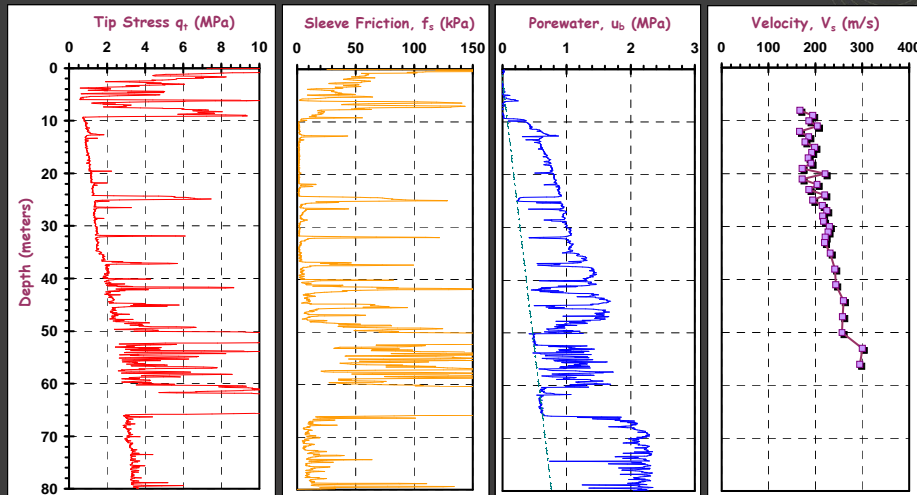 Tip Stress qt (MPa)
0 2 4 6 8 10
Sleeve Friction, fs (kPa)
0 50 100 150
Porewater, ub (MPa)
0 1 2 3
Velocity, Vs (m/s)
0 100 200 300 400
Depth (meters)
0
10
20
30
40
50
60
70
80